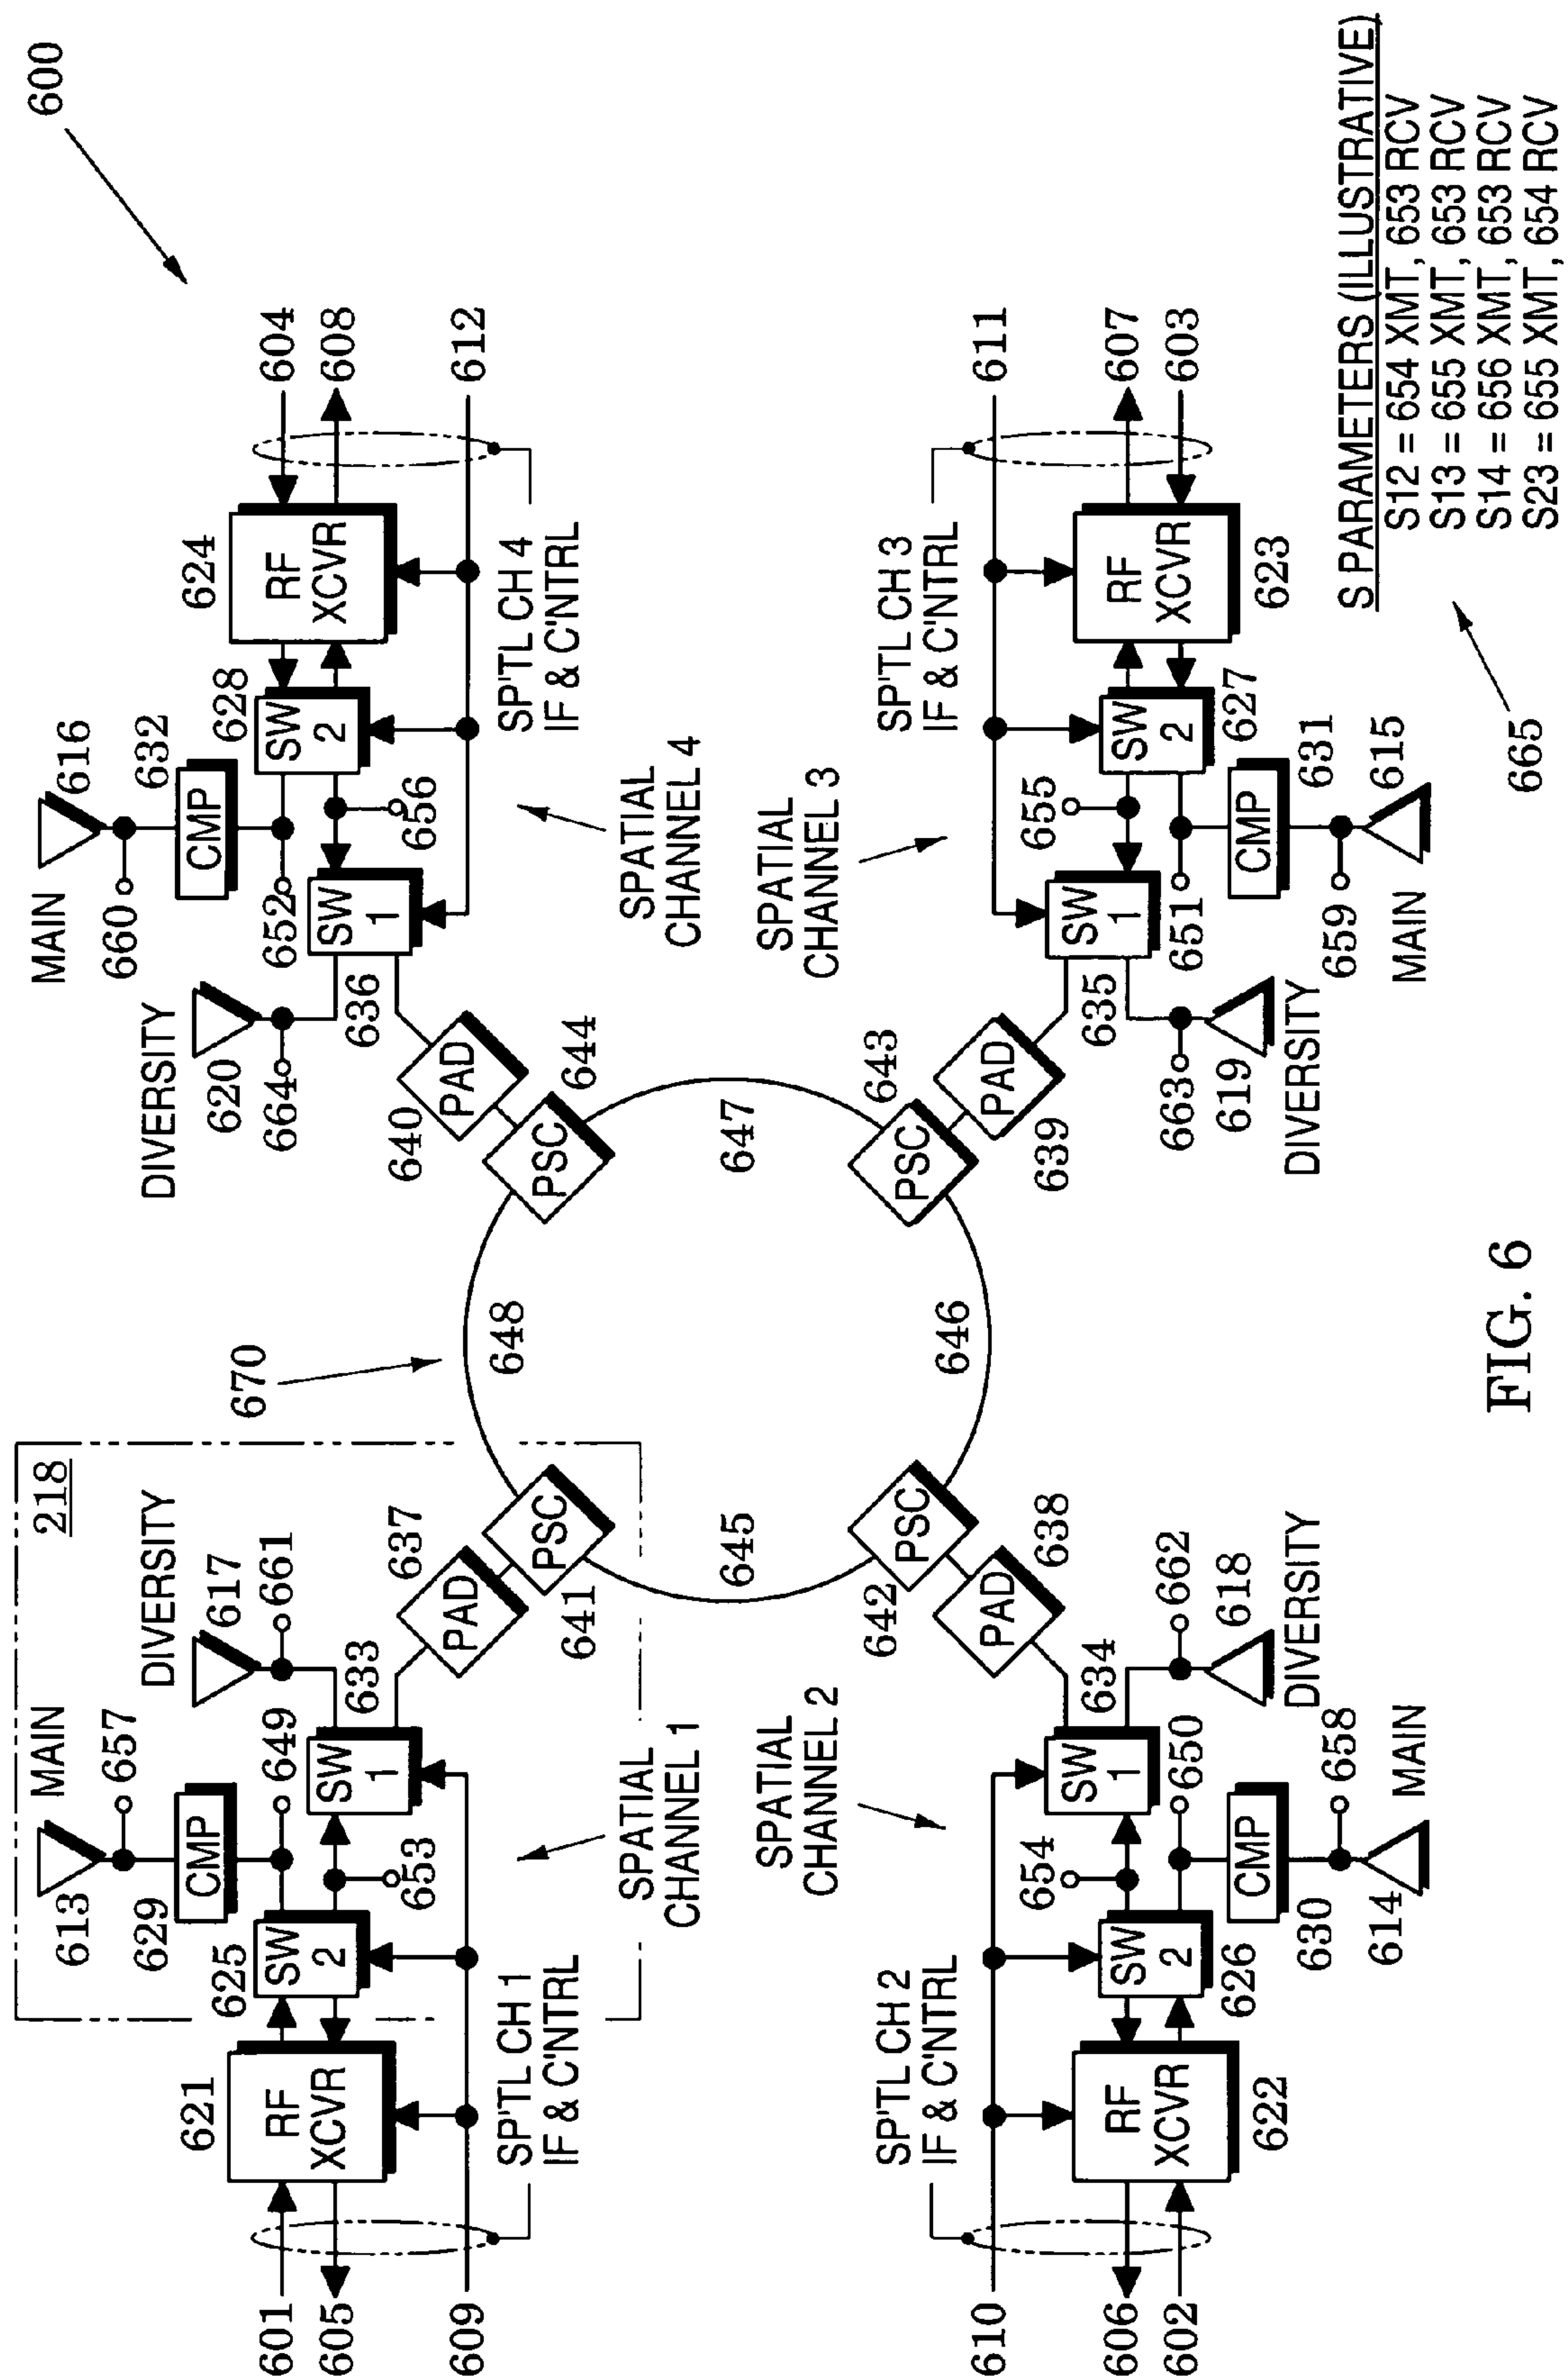 600
218
MAIN
613
657
629
CMP
649
DIVERSITY
617
661
621
RF
XCVR
625
SW
2
653
SW
1
633
637
PAD
PSC
641
601
605
609
SP'TL CH 1
IF & C'NTRL
SPATIAL
CHANNEL 1
670
648
645
646
647
MAIN
616
660
632
CMP
652
DIVERSITY
620
664
624
RF
XCVR
628
SW
2
656
SW
1
636
640
PAD
PSC
644
604
608
612
SP'TL CH 4
IF & C'NTRL
SPATIAL
CHANNEL 4
610
606
602
SP'TL CH 2
IF & C'NTRL
SPATIAL
CHANNEL 2
RF
XCVR
622
SW
2
626
654
SW
1
634
650
CMP
630
658
614
MAIN
662
618
DIVERSITY
642
PSC
PAD
638
611
607
603
SP'TL CH 3
IF & C'NTRL
SPATIAL
CHANNEL 3
RF
XCVR
623
SW
2
627
655
SW
1
635
651
CMP
631
659
615
MAIN
663
619
DIVERSITY
643
PSC
PAD
639
S PARAMETERS (ILLUSTRATIVE)
S12 = 654 XMT, 653 RCV
S13 = 655 XMT, 653 RCV
S14 = 656 XMT, 653 RCV
S23 = 655 XMT, 654 RCV
665
FIG. 6